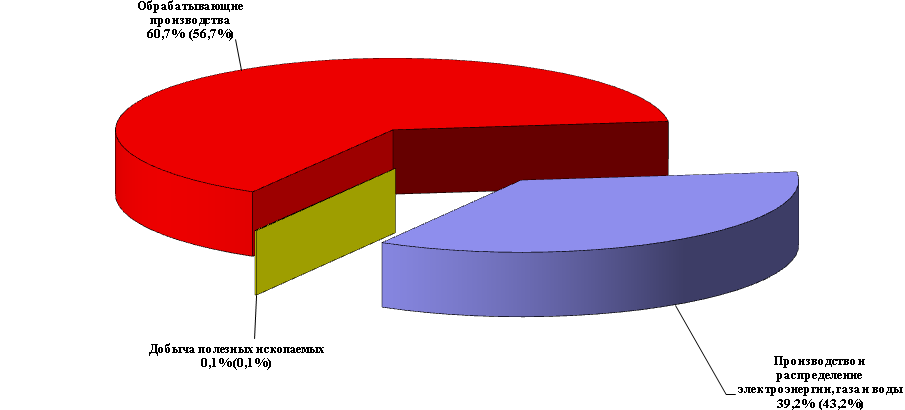 Обрабатывающие
производства
60,7% (56,7%)
Добыча полезных ископаемых
0,1%(0,1%)
Производство и
распределение
электроэнергии, газа и воды
39,2% (43,2%)